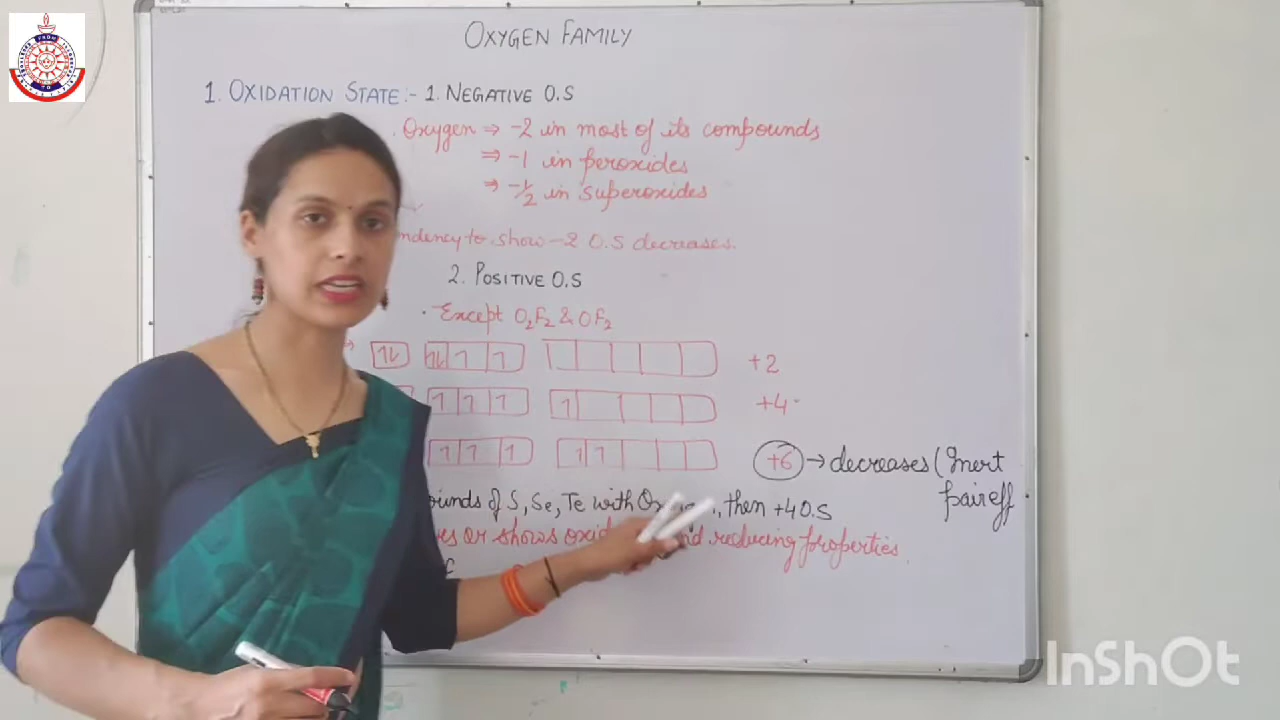 OXYGEN FAMILY
1. OXIDATION STATE:- 1. NEGATIVE O.S
. Oxygen ⇒ -2 in most of its compounds
⇒ -1 in peroxides
⇒ -1/2 in superoxides
to show -2 O.S decreases.
2. POSITIVE O.S
. Except O₂F₂ & OF₂
+2
+4
+6 → decreases (Inert
pair eff
of S, Se, Te with then +4 O.S
or shows reducing properties.
InShOt